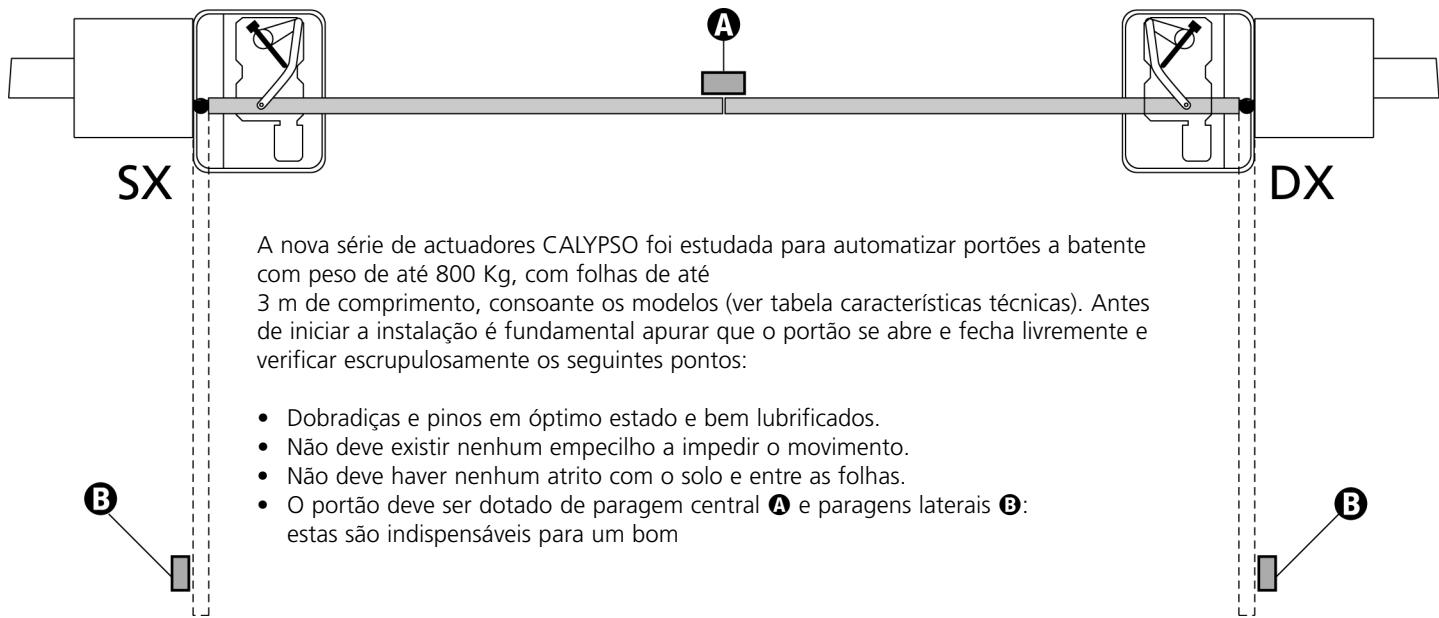 A
SX
DX
A nova série de actuadores CALYPSO foi estudada para automatizar portões a batente
com peso de até 800 Kg, com folhas de até
3 m de comprimento, consoante os modelos (ver tabela características técnicas). Antes
de iniciar a instalação é fundamental apurar que o portão se abre e fecha livremente e
verificar escrupulosamente os seguintes pontos:
• Dobradiças e pinos em óptimo estado e bem lubrificados.
• Não deve existir nenhum empecilho a impedir o movimento.
• Não deve haver nenhum atrito com o solo e entre as folhas.
• O portão deve ser dotado de paragem central A e paragens laterais B:
estas são indispensáveis para um bom
B
B